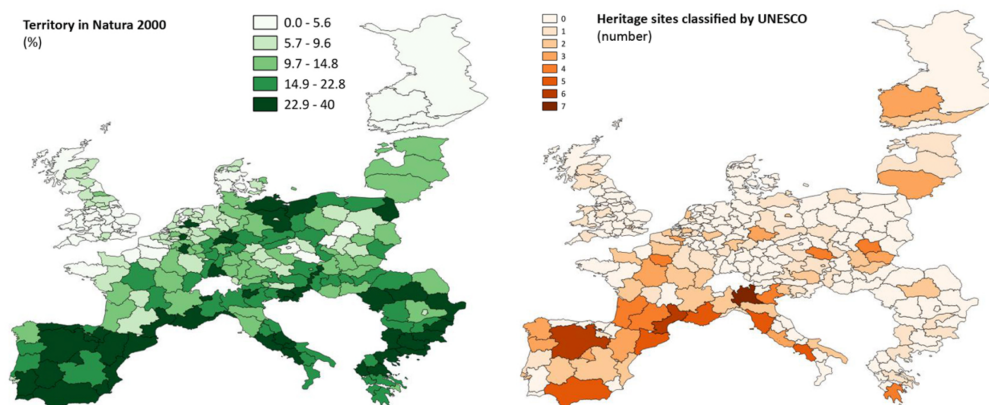 Territory in Natura 2000
(%)
0.0 - 5.6
5.7 - 9.6
9.7 - 14.8
14.9 - 22.8
22.9 - 40
Heritage sites classified by UNESCO
(number)
0
1
2
3
4
5
6
7